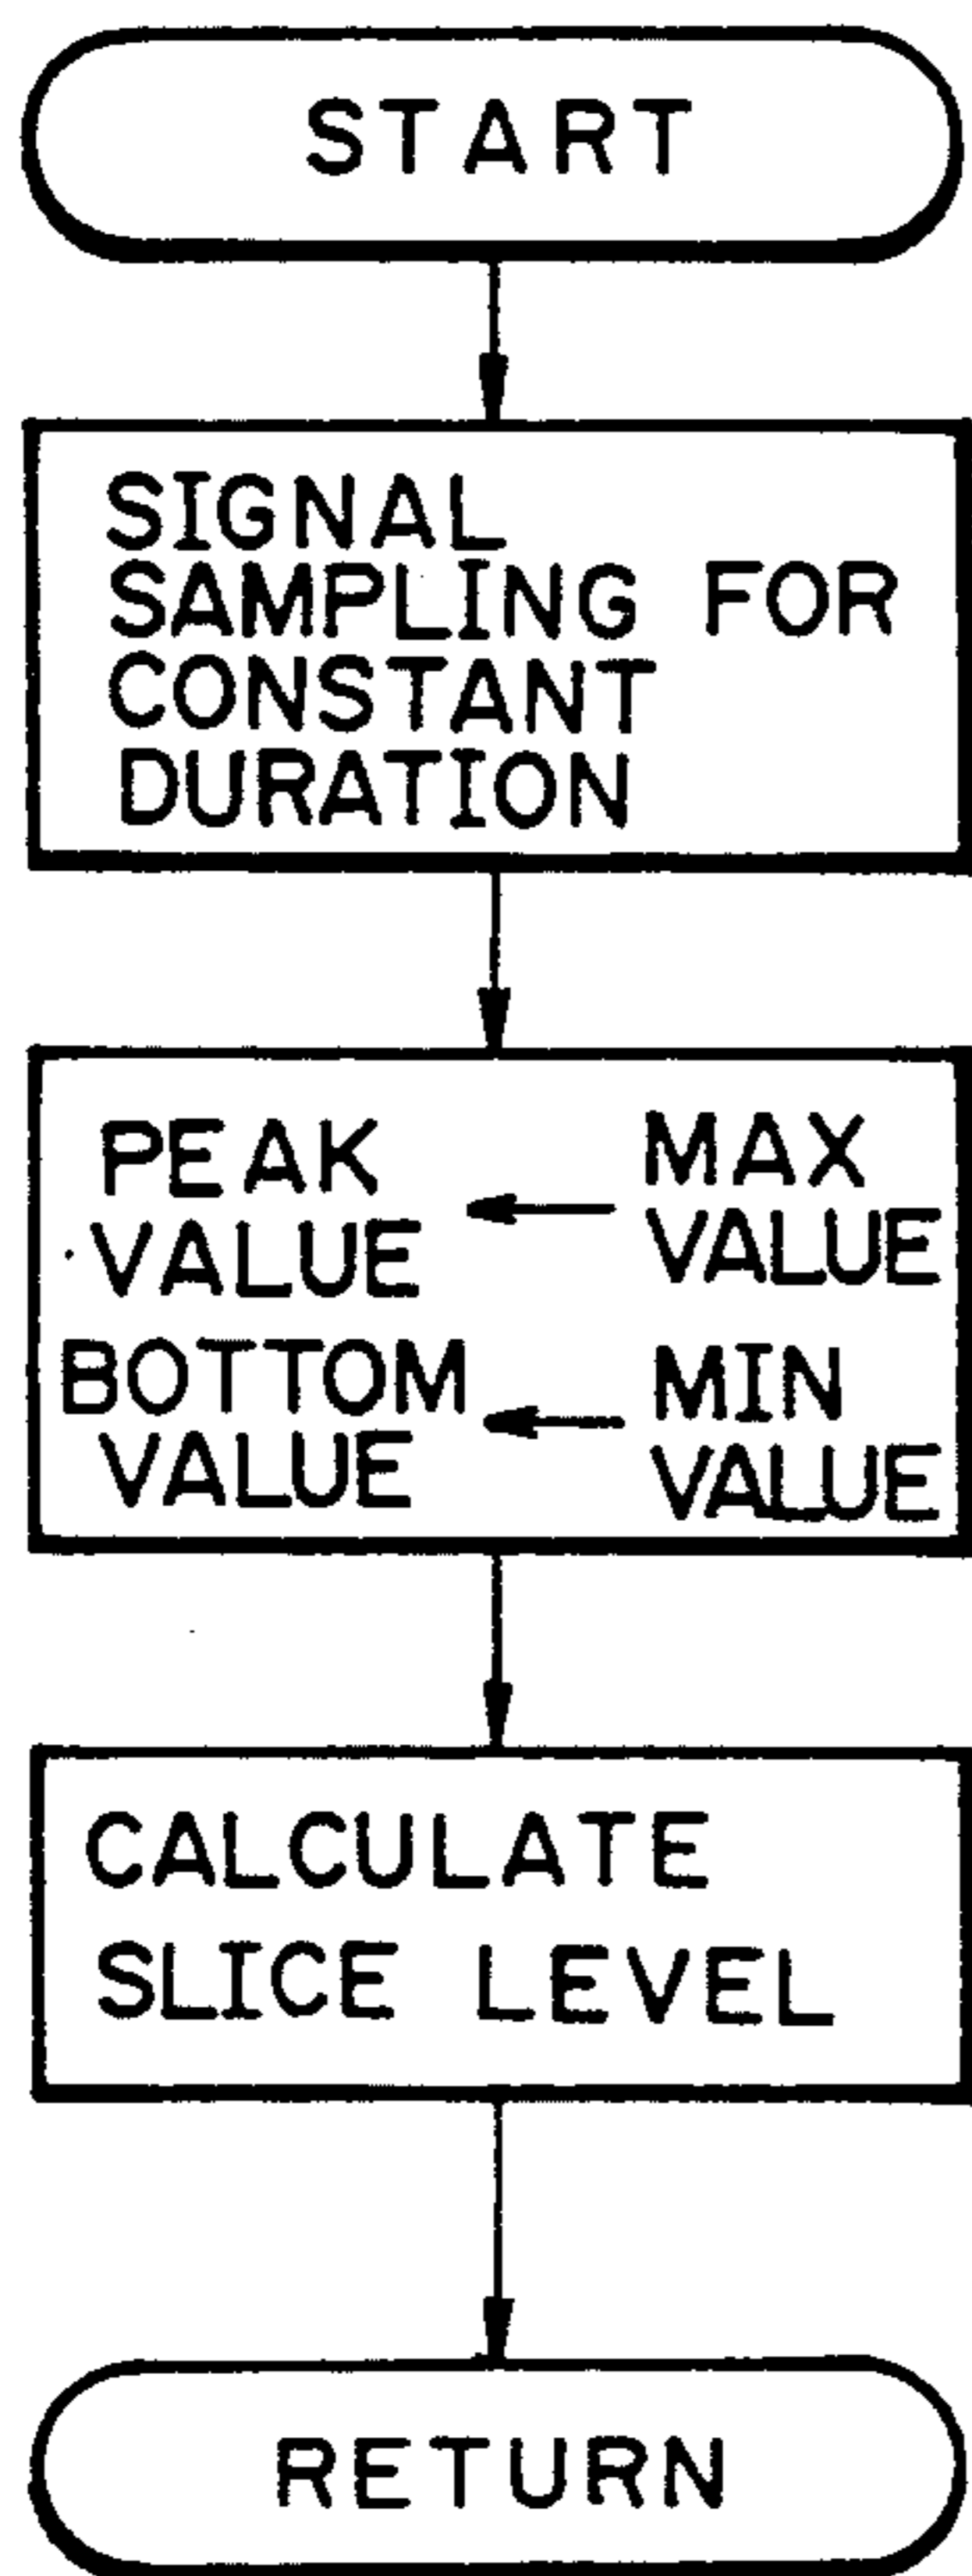 START
SIGNAL
SAMPLING FOR
CONSTANT
DURATION
PEAK VALUE ← MAX VALUE
BOTTOM VALUE ← MIN VALUE
CALCULATE
SLICE LEVEL
RETURN